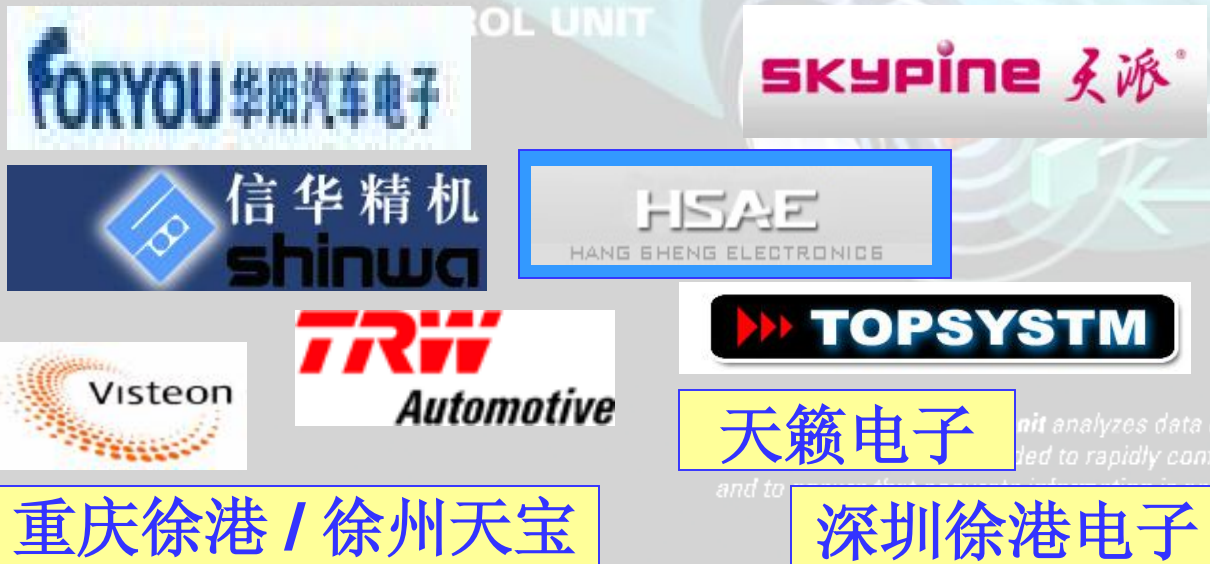 ROL UNIT
FORYOU 华阳汽车电子
SKYPINE 天派®
信华精机
shinwa
HSAE
HANG SHENG ELECTRONICS
TOPSYSTM
TRW
Automotive
Visteon
天籁电子
nit analyzes data
ded to rapidly con
and to
重庆徐港 / 徐州天宝
深圳徐港电子